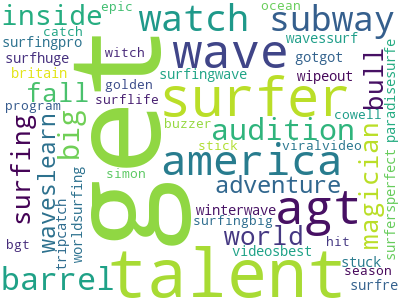 inside
epic
watch
ocean
subway
surfingpro
catch
witch
wave
wavessurf
surfhuge
golden
surfingwave
gotgot
britain
surflife
wipeout
bull
fall
get
surfer
program
big
buzzer
audition
cowell
paradisesurfe
surfing
waveslearn
stick
viralvideo
simon
america
magician
surfersperfect
tripcatch
worldsurfing
adventure
agt
bgt
winterwave
surfingbig
world
hit
videosbest
stuck
season
barrel
talent
surfre